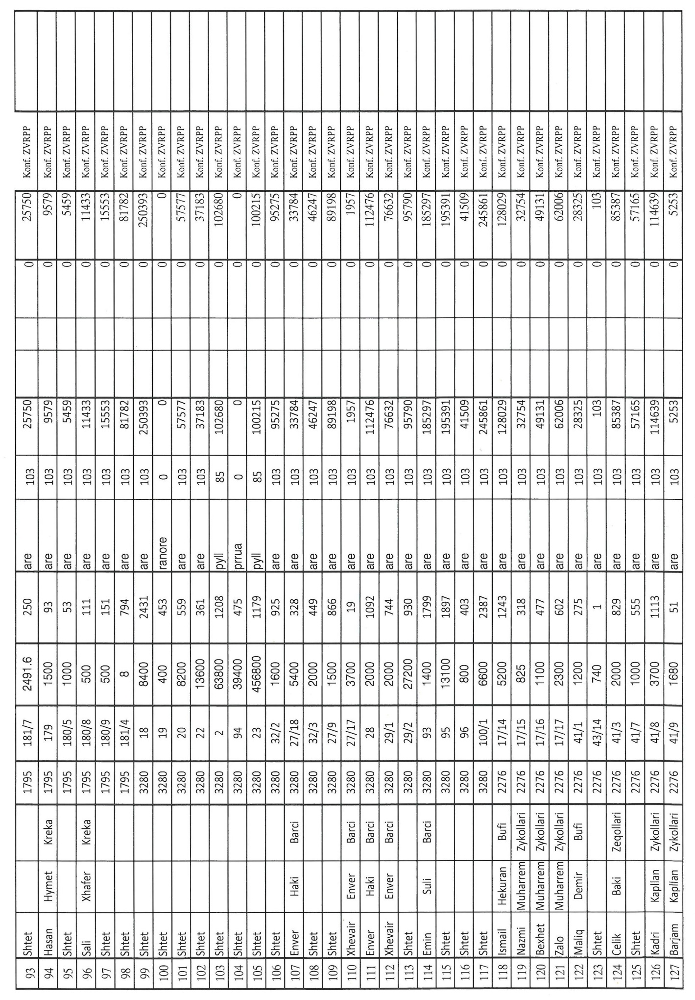 93 Shtet 1795 181/7 2491.6 250 are 103 25750 0 25750 Konf. ZVRPP
94 Hasan Hymet Kreka 1795 179 1500 93 are 103 9579 0 9579 Konf. ZVRPP
95 Shtet 1795 180/5 1000 53 are 103 5459 0 5459 Konf. ZVRPP
96 Sali Xhafer Kreka 1795 180/8 500 111 are 103 11433 0 11433 Konf. ZVRPP
97 Shtet 1795 180/9 500 151 are 103 15553 0 15553 Konf. ZVRPP
98 Shtet 1795 181/4 8 794 are 103 81782 0 81782 Konf. ZVRPP
99 Shtet 3280 18 8400 2431 are 103 250393 0 250393 Konf. ZVRPP
100 Shtet 3280 19 400 453 ranore 0 0 0 0 Konf. ZVRPP
101 Shtet 3280 20 8200 559 are 103 57577 0 57577 Konf. ZVRPP
102 Shtet 3280 22 13600 361 are 103 37183 0 37183 Konf. ZVRPP
103 Shtet 3280 2 63800 1208 pyll 85 102680 0 102680 Konf. ZVRPP
104 Shtet 3280 94 39400 475 prrua 0 0 0 0 Konf. ZVRPP
105 Shtet 3280 23 456800 1179 pyll 85 100215 0 100215 Konf. ZVRPP
106 Shtet 3280 32/2 1600 925 are 103 95275 0 95275 Konf. ZVRPP
107 Enver Haki Barci 3280 27/18 5400 328 are 103 33784 0 33784 Konf. ZVRPP
108 Shtet 3280 32/3 2000 449 are 103 46247 0 46247 Konf. ZVRPP
109 Shtet 3280 27/9 1500 866 are 103 89198 0 89198 Konf. ZVRPP
110 Xhevair Enver Barci 3280 27/17 3700 19 are 103 1957 0 1957 Konf. ZVRPP
111 Enver Haki Barci 3280 28 2000 1092 are 103 112476 0 112476 Konf. ZVRPP
112 Xhevair Enver Barci 3280 29/1 2000 744 are 103 76632 0 76632 Konf. ZVRPP
113 Shtet 3280 29/2 27200 930 are 103 95790 0 95790 Konf. ZVRPP
114 Emin Suli Barci 3280 93 1400 1799 are 103 185297 0 185297 Konf. ZVRPP
115 Shtet 3280 95 13100 1897 are 103 195391 0 195391 Konf. ZVRPP
116 Shtet 3280 96 800 403 are 103 41509 0 41509 Konf. ZVRPP
117 Shtet 3280 100/1 6600 2387 are 103 245861 0 245861 Konf. ZVRPP
118 Ismail Hekuran Bufi 2776 17/14 5200 1243 are 103 128029 0 128029 Konf. ZVRPP
119 Nazmi Muharrem Zykollari 2776 17/15 825 318 are 103 32754 0 32754 Konf. ZVRPP
120 Bexhet Muharrem Zykollari 2776 17/16 1100 477 are 103 49131 0 49131 Konf. ZVRPP
121 Zalo Muharrem Zykollari 2776 17/17 2300 602 are 103 62006 0 62006 Konf. ZVRPP
122 Maliq Demir Bufi 2776 41/1 1200 275 are 103 28325 0 28325 Konf. ZVRPP
123 Shtet 2776 43/14 740 1 are 103 103 0 103 Konf. ZVRPP
124 Celik Baki Zeqollari 2776 41/3 2000 829 are 103 85387 0 85387 Konf. ZVRPP
125 Shtet 2776 41/7 1000 555 are 103 57165 0 57165 Konf. ZVRPP
126 Kadri Kapllan Zykollari 2776 41/8 3700 1113 are 103 114639 0 114639 Konf. ZVRPP
127 Barjam Kapllan Zykollari 2776 41/9 1680 51 are 103 5253 0 5253 Konf. ZVRPP